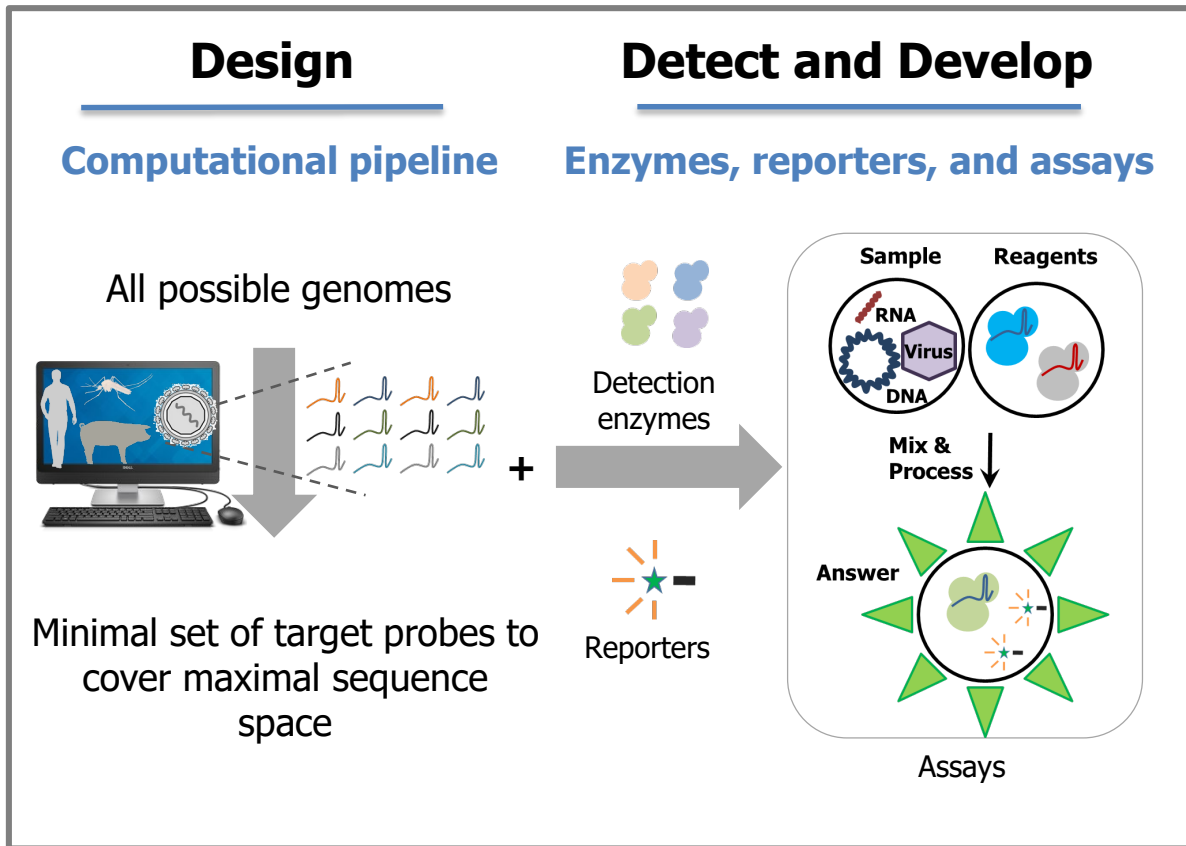 Design
Detect and Develop
Computational pipeline
Enzymes, reporters, and assays
All possible genomes
Minimal set of target probes to
cover maximal sequence
space
+
Detection
enzymes
Reporters
Sample
Reagents
RNA
Virus
DNA
Mix &
Process
Answer
Assays